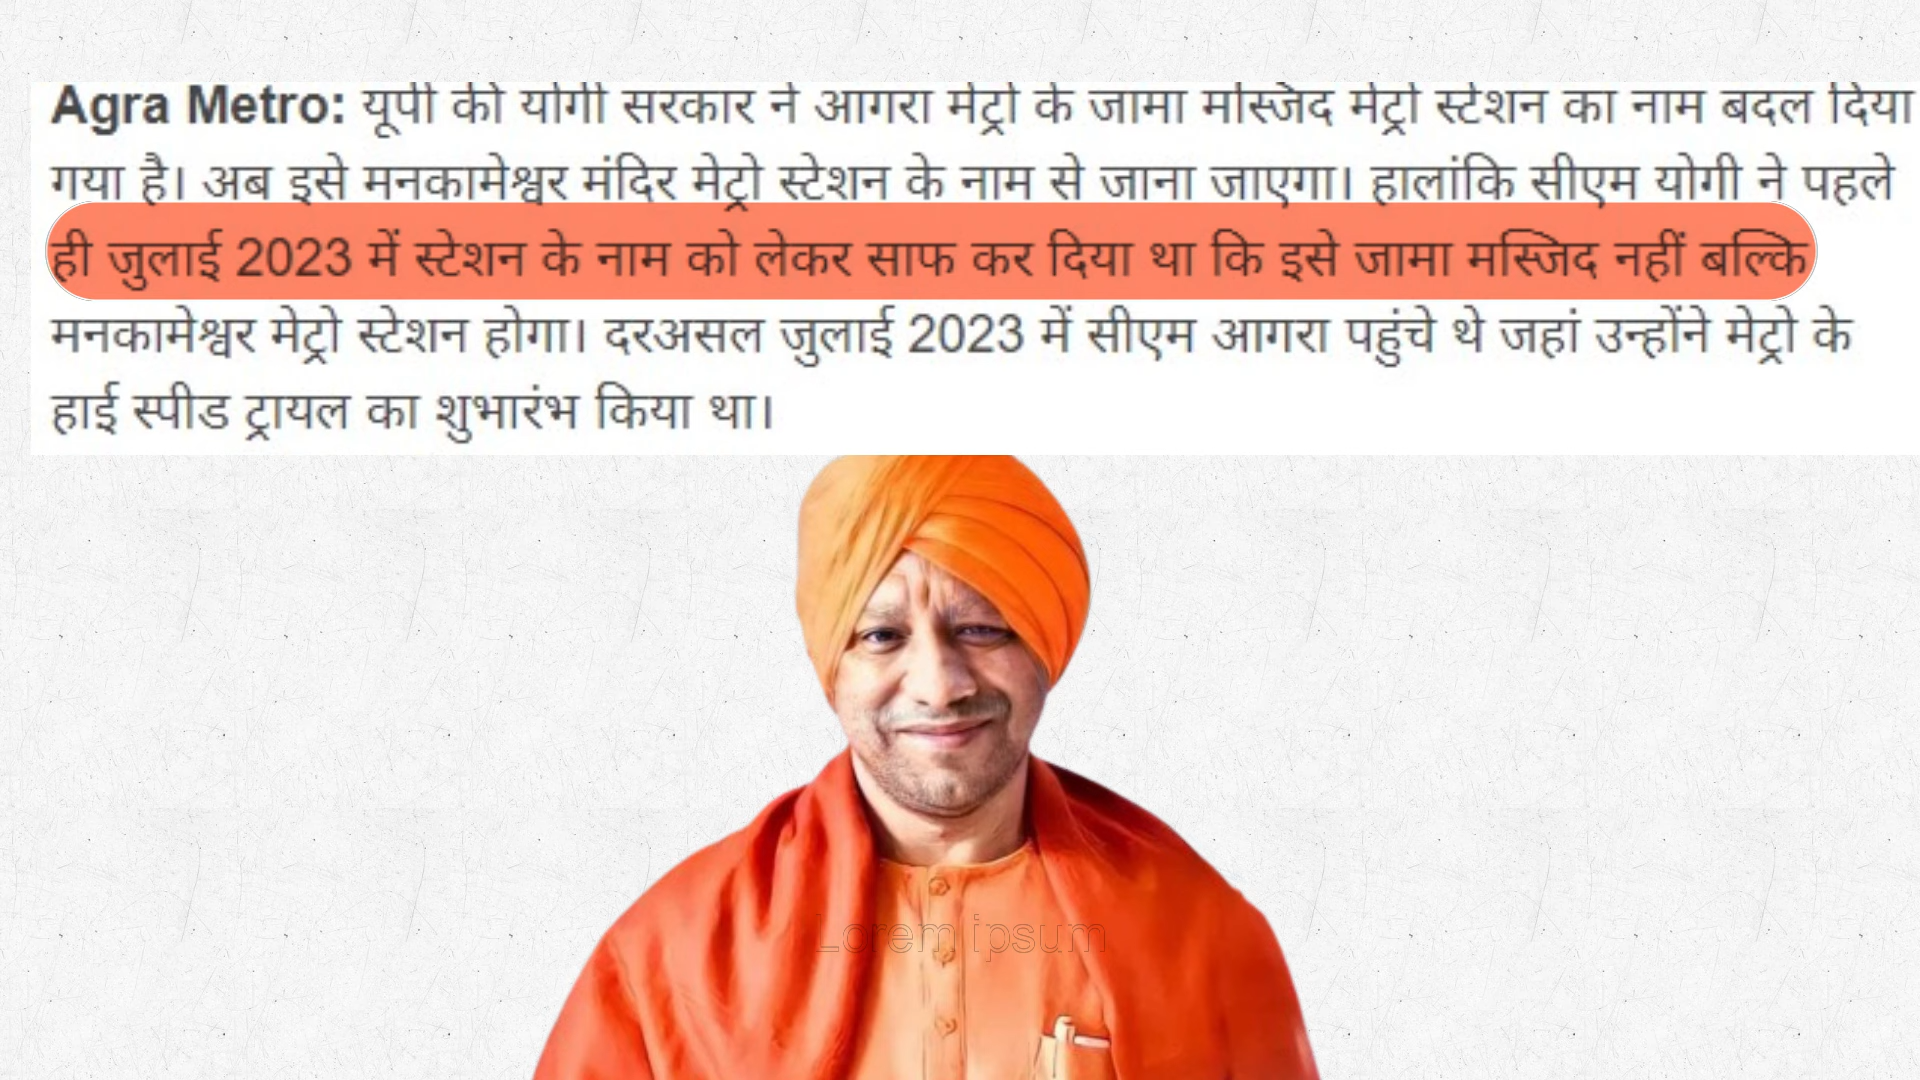 Agra Metro: यूपी की योगी सरकार ने आगरा मेट्रो के जामा मस्जिद मेट्रो स्टेशन का नाम बदल दिया
गया है। अब इसे मनकामेश्वर मंदिर मेट्रो स्टेशन के नाम से जाना जाएगा। हालांकि सीएम योगी ने पहले
ही जुलाई 2023 में स्टेशन के नाम को लेकर साफ कर दिया था कि इसे जामा मस्जिद नहीं बल्कि
मनकामेश्वर मेट्रो स्टेशन होगा। दरअसल जुलाई 2023 में सीएम आगरा पहुंचे थे जहां उन्होंने मेट्रो के
हाई स्पीड ट्रायल का शुभारंभ किया था।
Lorem ipsum